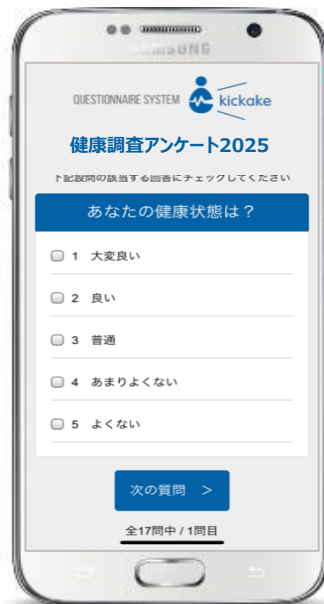 SAMSUNG
QUESTIONNAIRE SYSTEM kickake
健康調査アンケート2025
下記設問の該当する回答にチェックしてください
あなたの健康状態は？
1 大変良い
2 良い
3 普通
4 あまりよくない
5 よくない
次の質問 ＞
全17問中 / 1問目